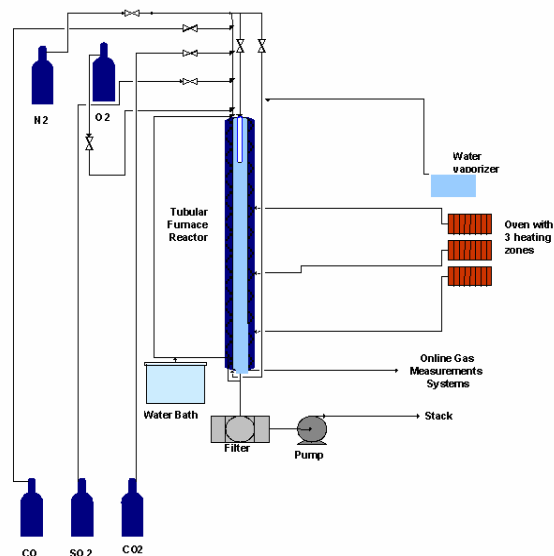 N2
O2
Water
vaporizer
Tubular
Furnace
Reactor
Oven with
3 heating
zones
Online Gas
Measurements
Systems
Water Bath
Stack
Filter
Pump
CO
SO2
CO2